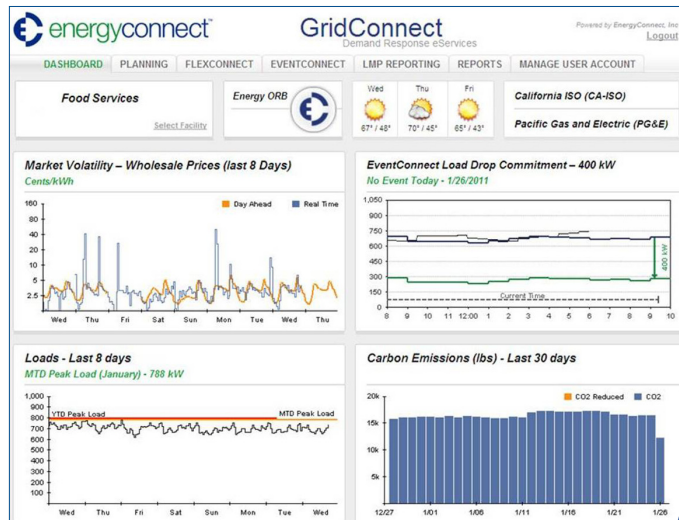 energyconnect™
GridConnect
Demand Response eServices
Powered by EnergyConnect, Inc
Logout
DASHBOARD PLANNING FLEXCONNECT EVENTCONNECT LMP REPORTING REPORTS MANAGE USER ACCOUNT
Food Services
Select Facility
Energy ORB
Wed Thu Fri
67° / 48° 70° / 45° 65° / 43°
California ISO (CA-ISO)
Pacific Gas and Electric (PG&E)
Market Volatility – Wholesale Prices (last 8 Days)
Cents/kWh
Day Ahead Real Time
160
80
40
20
10
5
2.5
Wed Thu Fri Sat Sun Mon Tue Wed Thu
EventConnect Load Drop Commitment – 400 kW
No Event Today - 1/26/2011
1,050
900
750
600
450
300
150
0
400 kW
Current Time
8 9 10 11 12:00 1 2 3 4 5 6 7 8 9 10
Loads - Last 8 days
MTD Peak Load (January) - 788 kW
1,000
900
800
700
600
500
400
300
200
100
YTD Peak Load MTD Peak Load
Wed Thu Fri Sat Sun Mon Tue Wed
Carbon Emissions (lbs) - Last 30 days
CO2 Reduced CO2
20k
15k
10k
5k
12/27 1/01 1/06 1/11 1/16 1/21 1/26